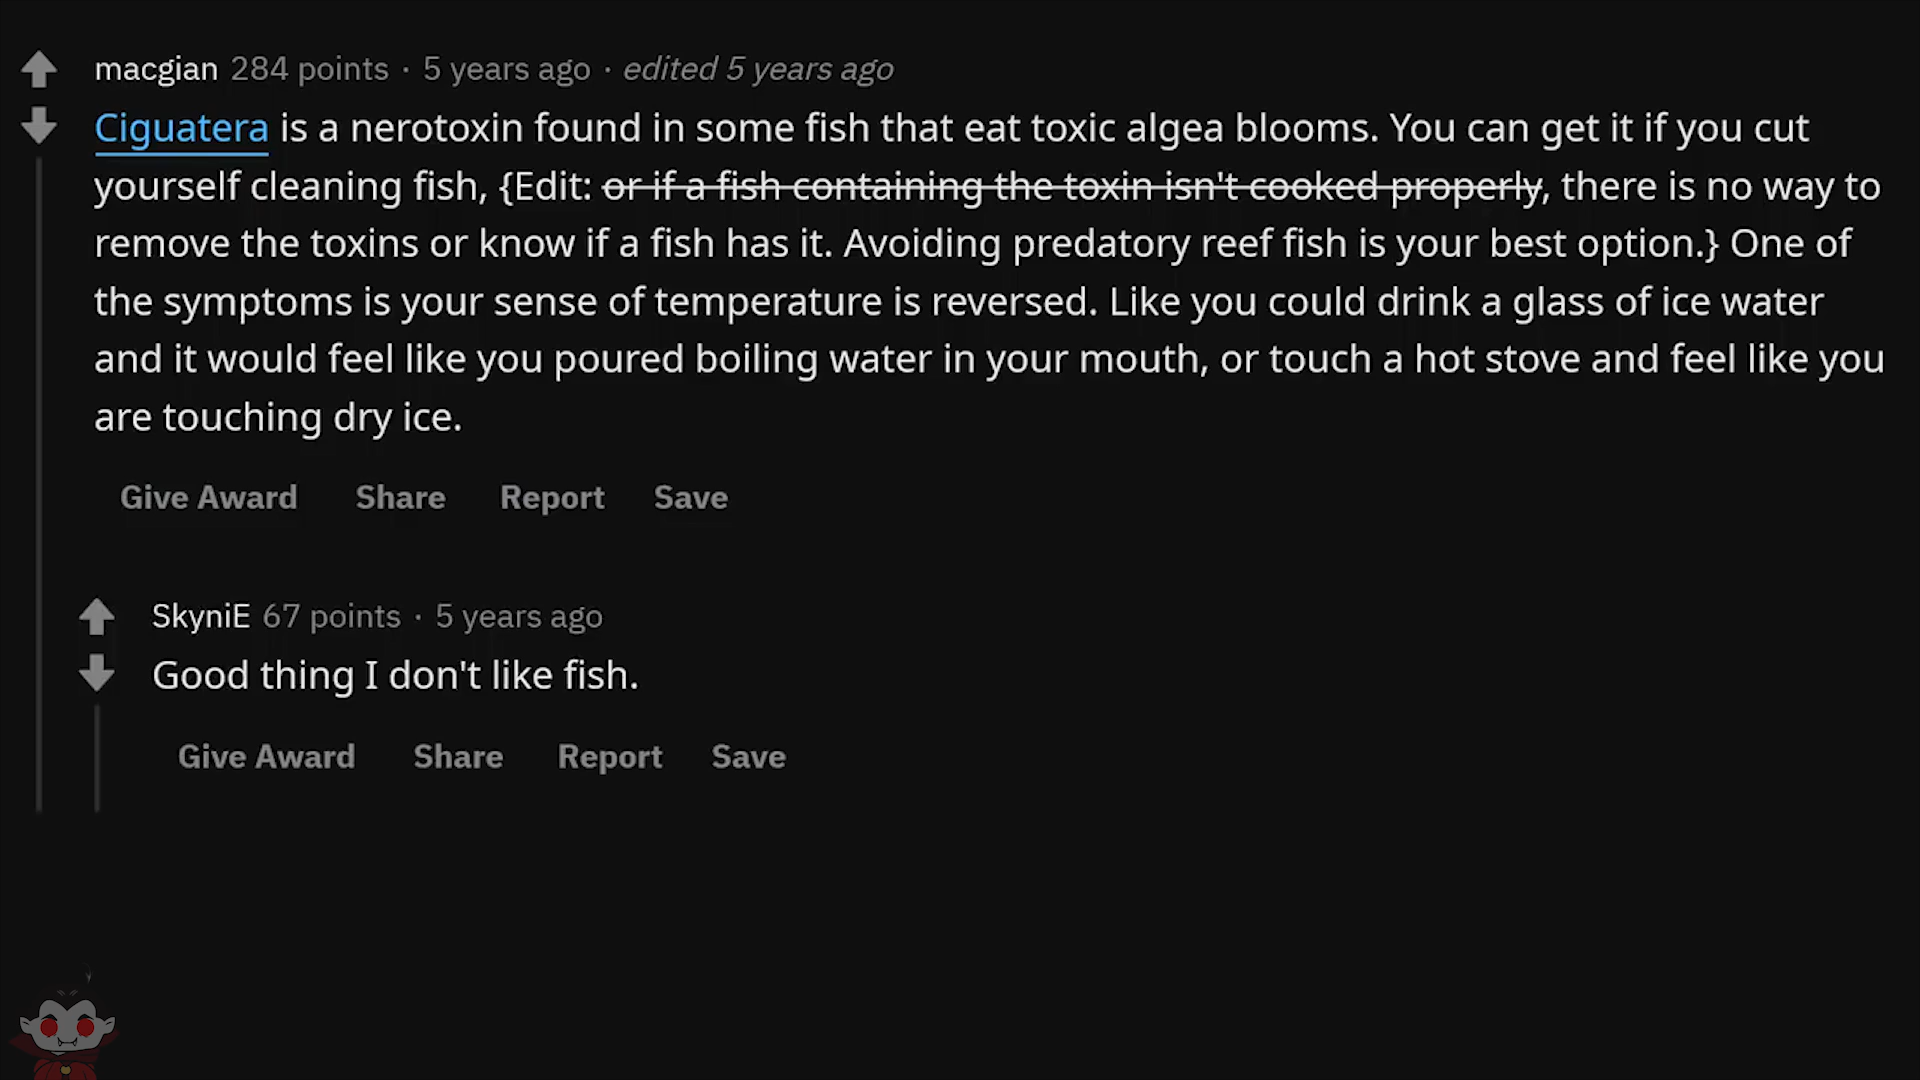 macgian 284 points · 5 years ago · edited 5 years ago
Ciguatera is a nerotoxin found in some fish that eat toxic algea blooms. You can get it if you cut
yourself cleaning fish, {Edit: or if a fish containing the toxin isn't cooked properly, there is no way to
remove the toxins or know if a fish has it. Avoiding predatory reef fish is your best option.} One of
the symptoms is your sense of temperature is reversed. Like you could drink a glass of ice water
and it would feel like you poured boiling water in your mouth, or touch a hot stove and feel like you
are touching dry ice.
Give Award Share Report Save
SkyniE 67 points · 5 years ago
Good thing I don't like fish.
Give Award Share Report Save